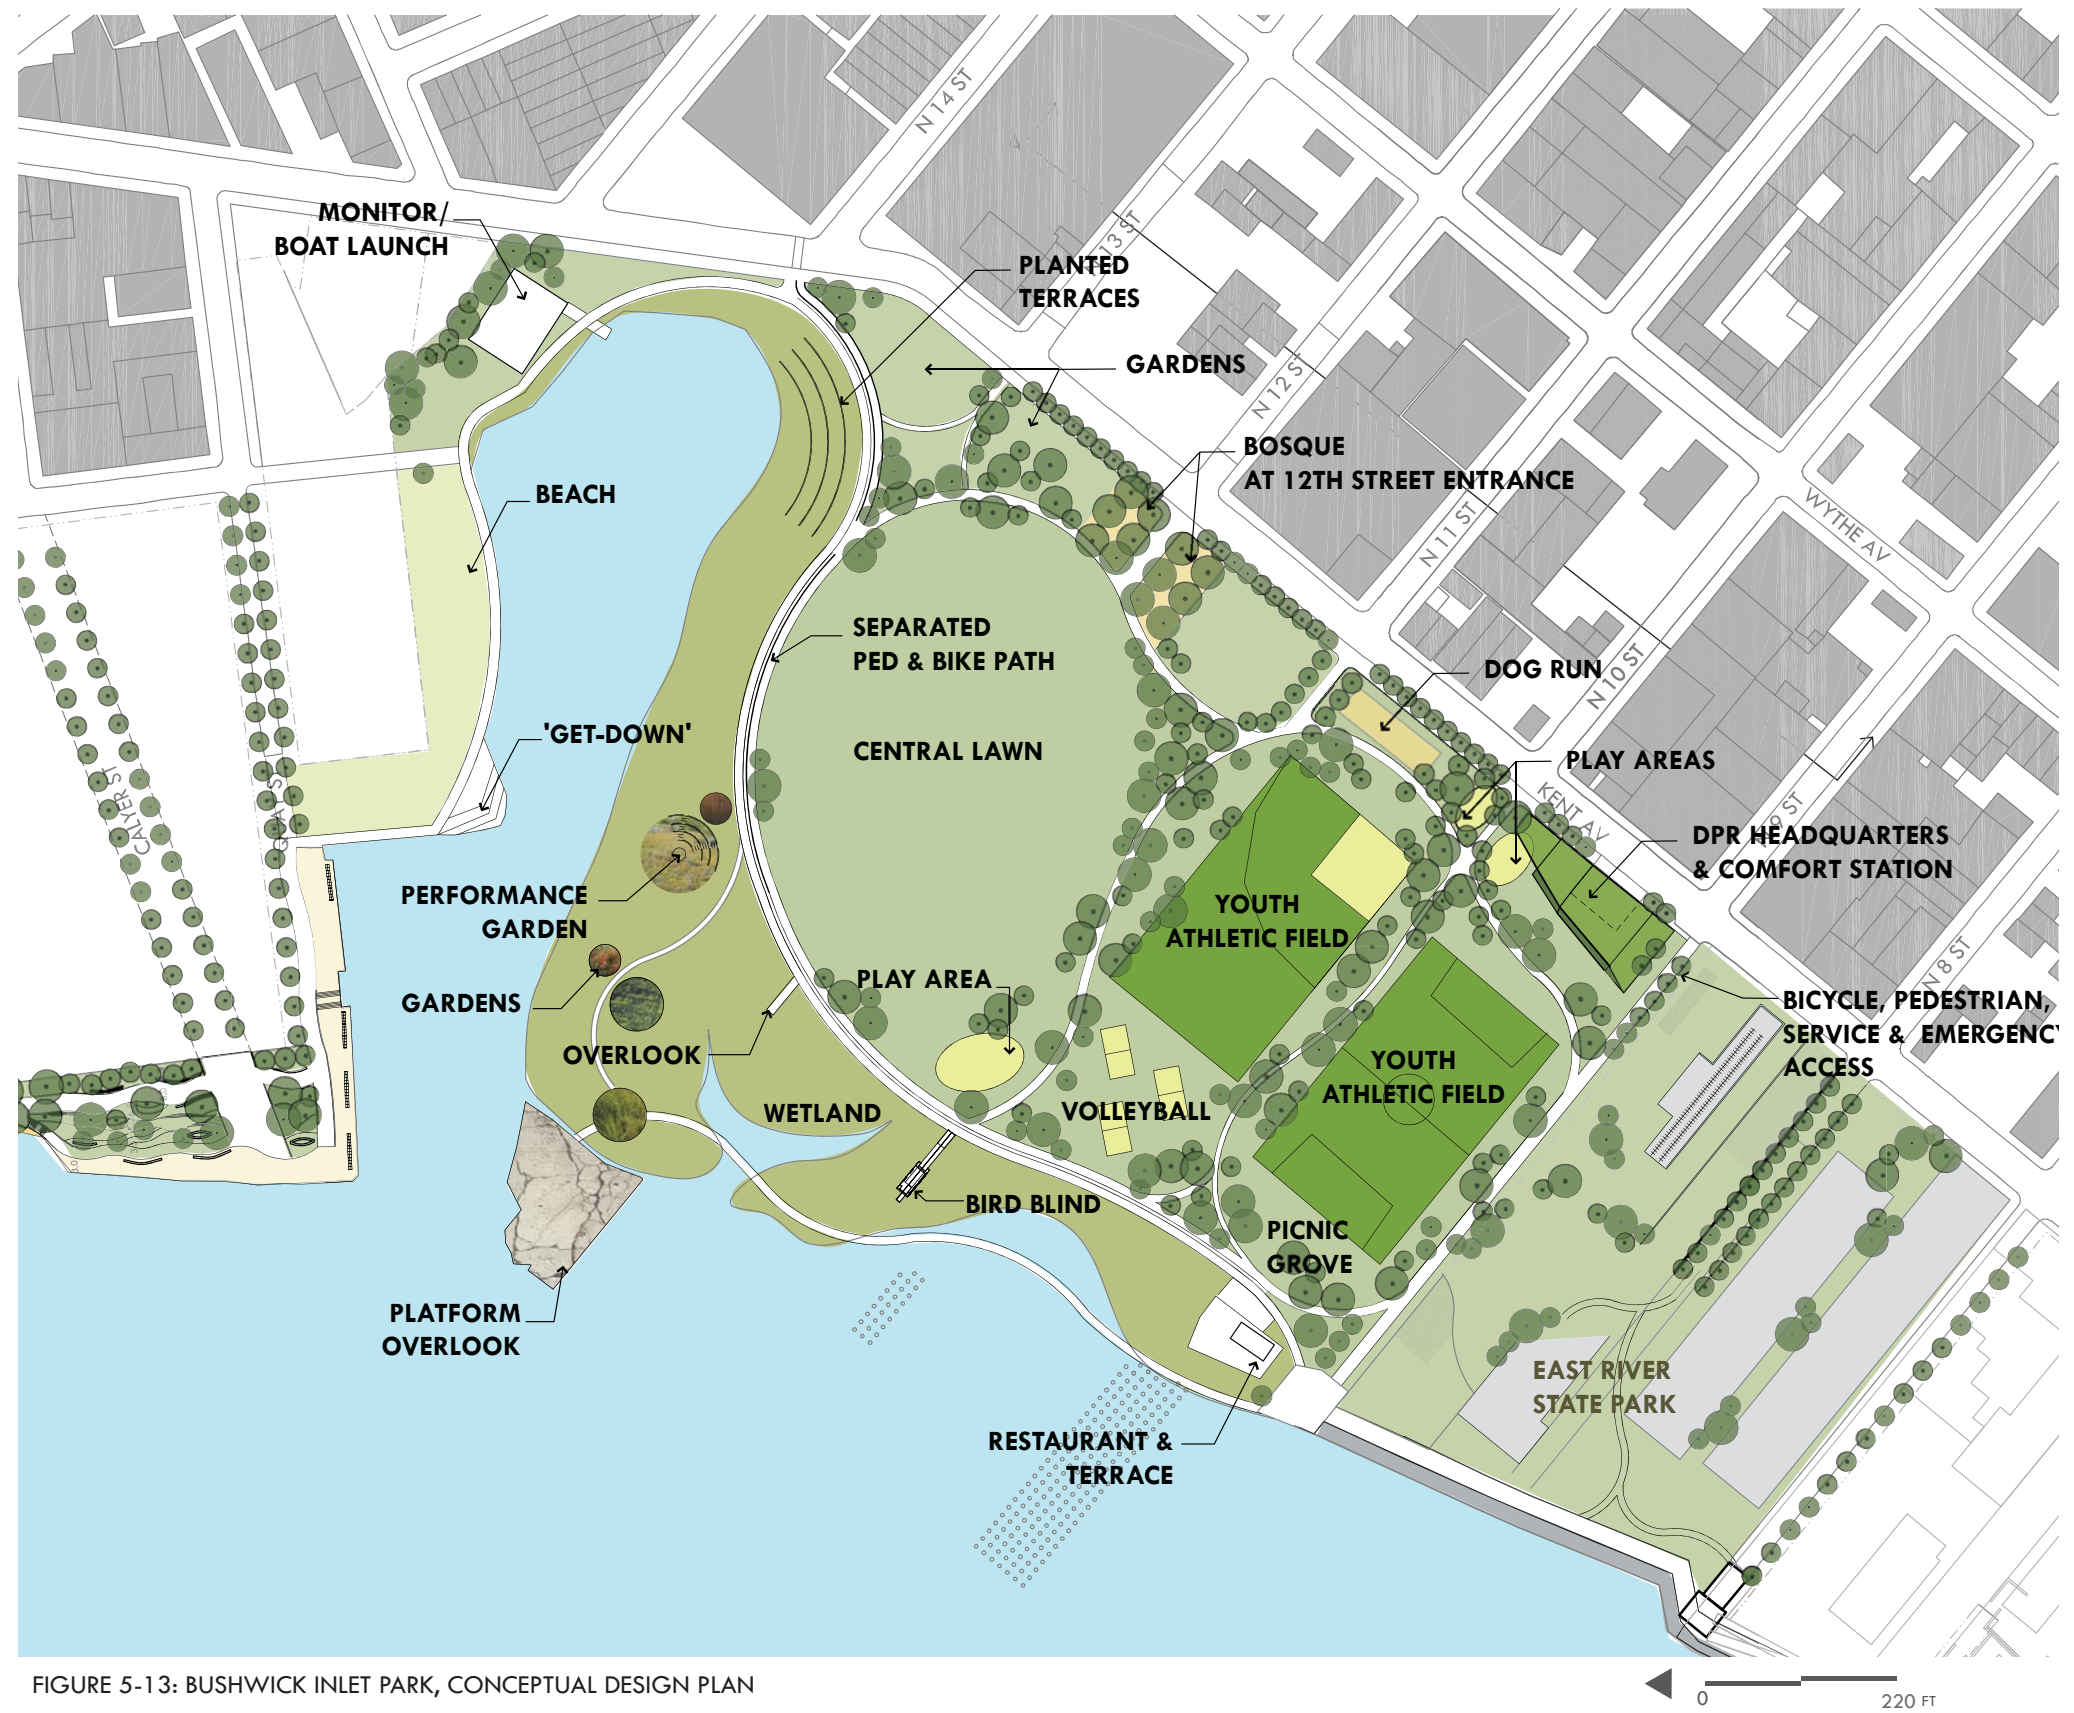 N 14 ST
MONITOR/
BOAT LAUNCH
N 13 ST
PLANTED
TERRACES
GARDENS
N 12 ST
BOSQUE
AT 12TH STREET ENTRANCE
BEACH
N 11 ST
WYTHE AV
SEPARATED
PED & BIKE PATH
DOG RUN
N 10 ST
'GET-DOWN'
CENTRAL LAWN
PLAY AREAS
KENT AV
CALYER ST
QUAY ST
N 9 ST
DPR HEADQUARTERS
& COMFORT STATION
PERFORMANCE
GARDEN
YOUTH
ATHLETIC FIELD
N 8 ST
PLAY AREA
GARDENS
BICYCLE, PEDESTRIAN,
SERVICE & EMERGENCY
ACCESS
OVERLOOK
YOUTH
ATHLETIC FIELD
WETLAND
VOLLEYBALL
BIRD BLIND
PICNIC
GROVE
PLATFORM
OVERLOOK
EAST RIVER
STATE PARK
RESTAURANT &
TERRACE
FIGURE 5-13: BUSHWICK INLET PARK, CONCEPTUAL DESIGN PLAN
0
220 FT